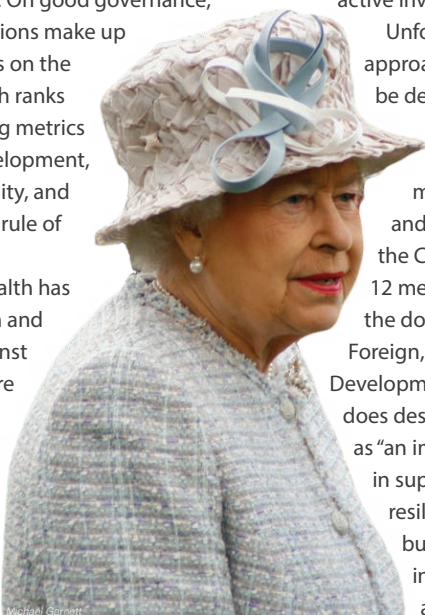 . On good governance,
ions make up
s on the
h ranks
g metrics
elopment,
ity, and
rule of
alth has
and
nst
re
active inv
Unfo
approa
be de
m
and
the C
12 me
the do
Foreign,
Developm
does des
as “an in
in sup
resil
bu
in
Michael Garnett